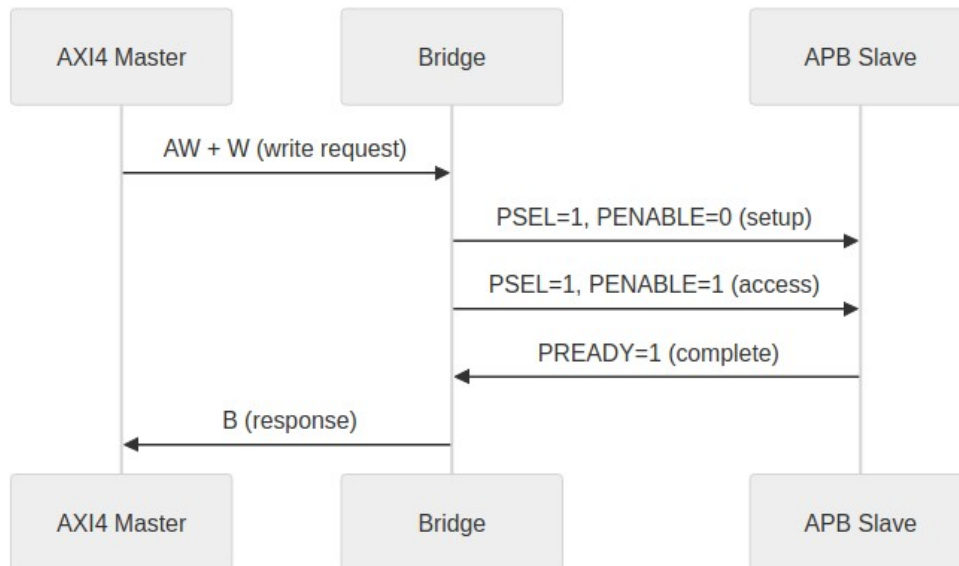 AXI4 Master
Bridge
APB Slave
AW + W (write request)
PSEL=1, PENABLE=0 (setup)
PSEL=1, PENABLE=1 (access)
PREADY=1 (complete)
B (response)
AXI4 Master
Bridge
APB Slave